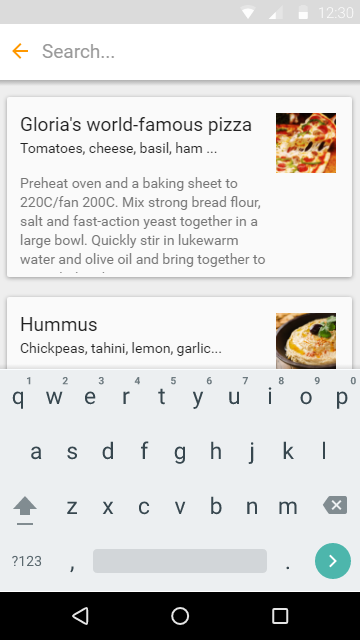 12:30
Search...
Gloria's world-famous pizza
Tomatoes, cheese, basil, ham ...
Preheat oven and a baking sheet to
220C/fan 200C. Mix strong bread flour,
salt and fast-action yeast together in a
large bowl. Quickly stir in lukewarm
water and olive oil and bring together to
Hummus
Chickpeas, tahini, lemon, garlic...
1 2 3 4 5 6 7 8 9 0
q w e r t y u i o p
a s d f g h j k l
z x c v b n m
?123 , .